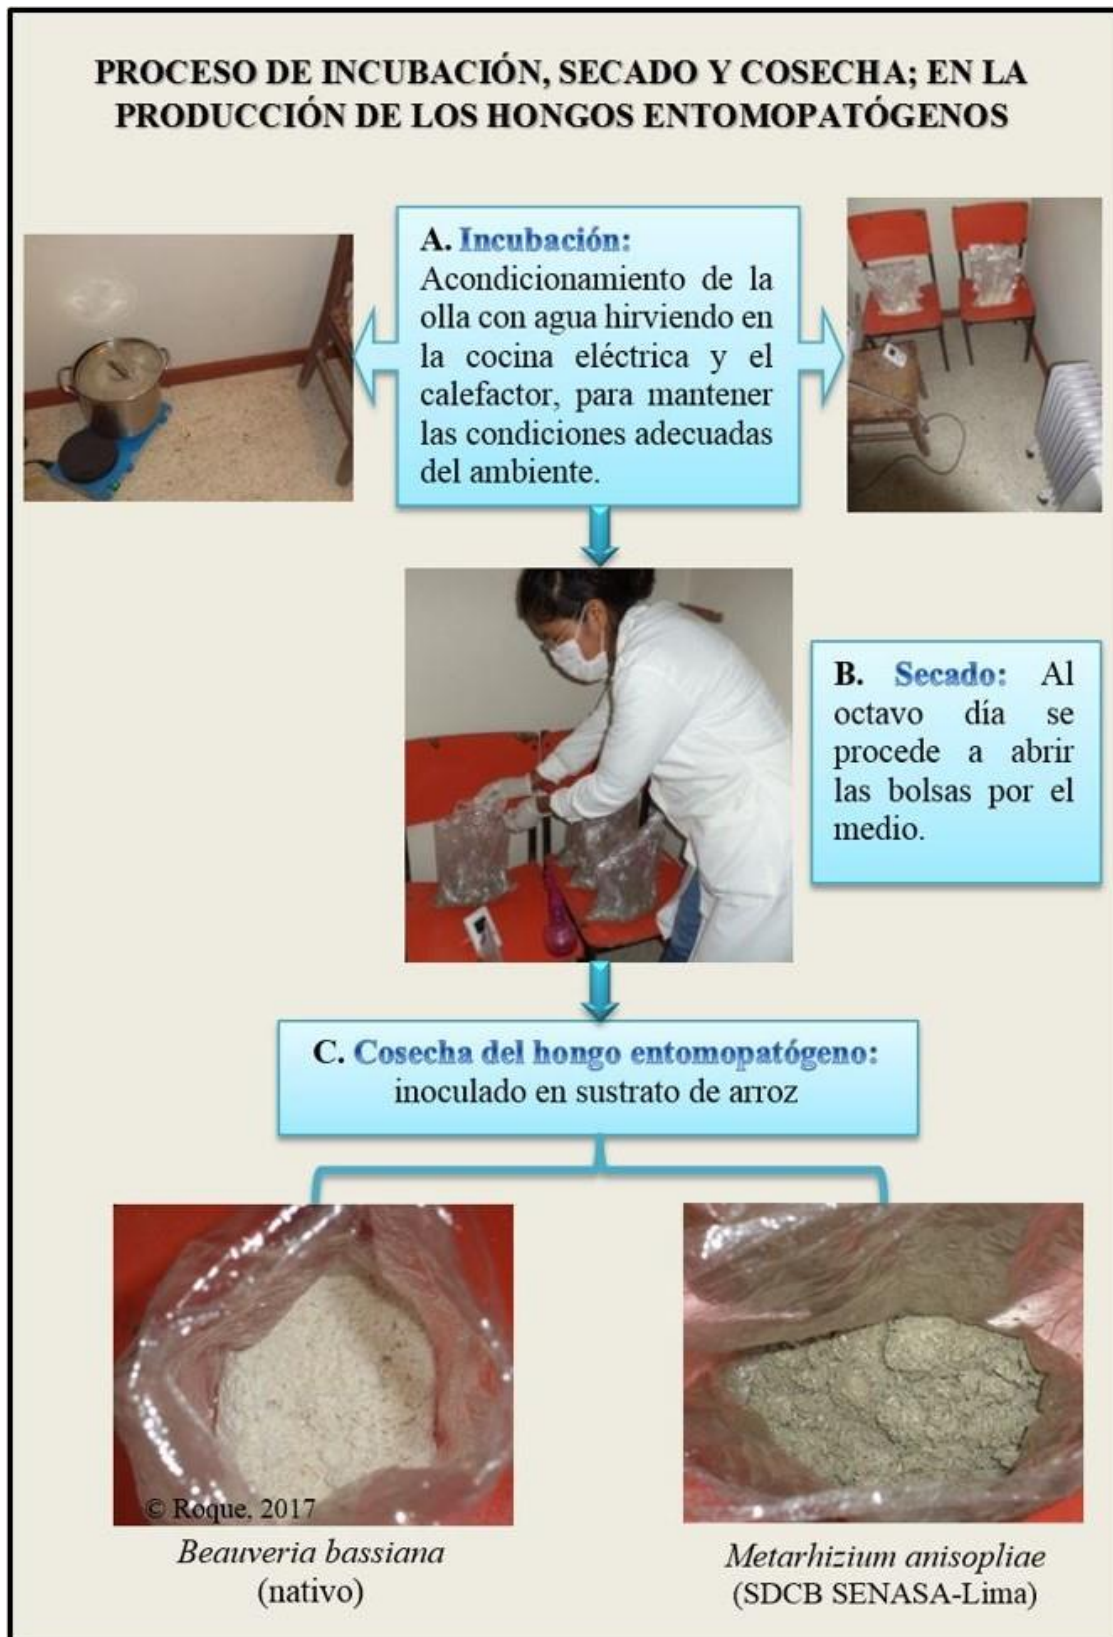 PROCESO DE INCUBACIÓN, SECADO Y COSECHA; EN LA
PRODUCCIÓN DE LOS HONGOS ENTOMOPATÓGENOS
A. Incubación:
Acondicionamiento de la
olla con agua hirviendo en
la cocina eléctrica y el
calefactor, para mantener
las condiciones adecuadas
del ambiente.
B. Secado: Al
octavo día se
procede a abrir
las bolsas por el
medio.
C. Cosecha del hongo entomopatógeno:
inoculado en sustrato de arroz
© Roque, 2017
Beauveria bassiana
(nativo)
Metarhizium anisopliae
(SDCB SENASA-Lima)